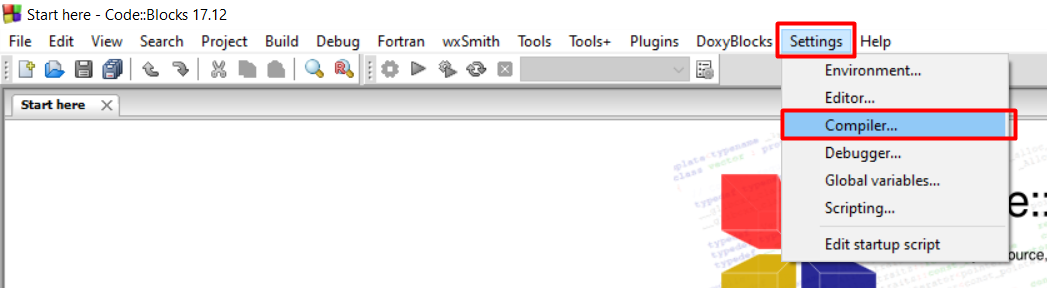 Start here - Code::Blocks 17.12
File Edit View Search Project Build Debug Fortran wxSmith Tools Tools+ Plugins DoxyBlocks Settings Help
Start here
Environment...
Editor...
Compiler...
Debugger...
Global variables...
Scripting...
Edit startup script